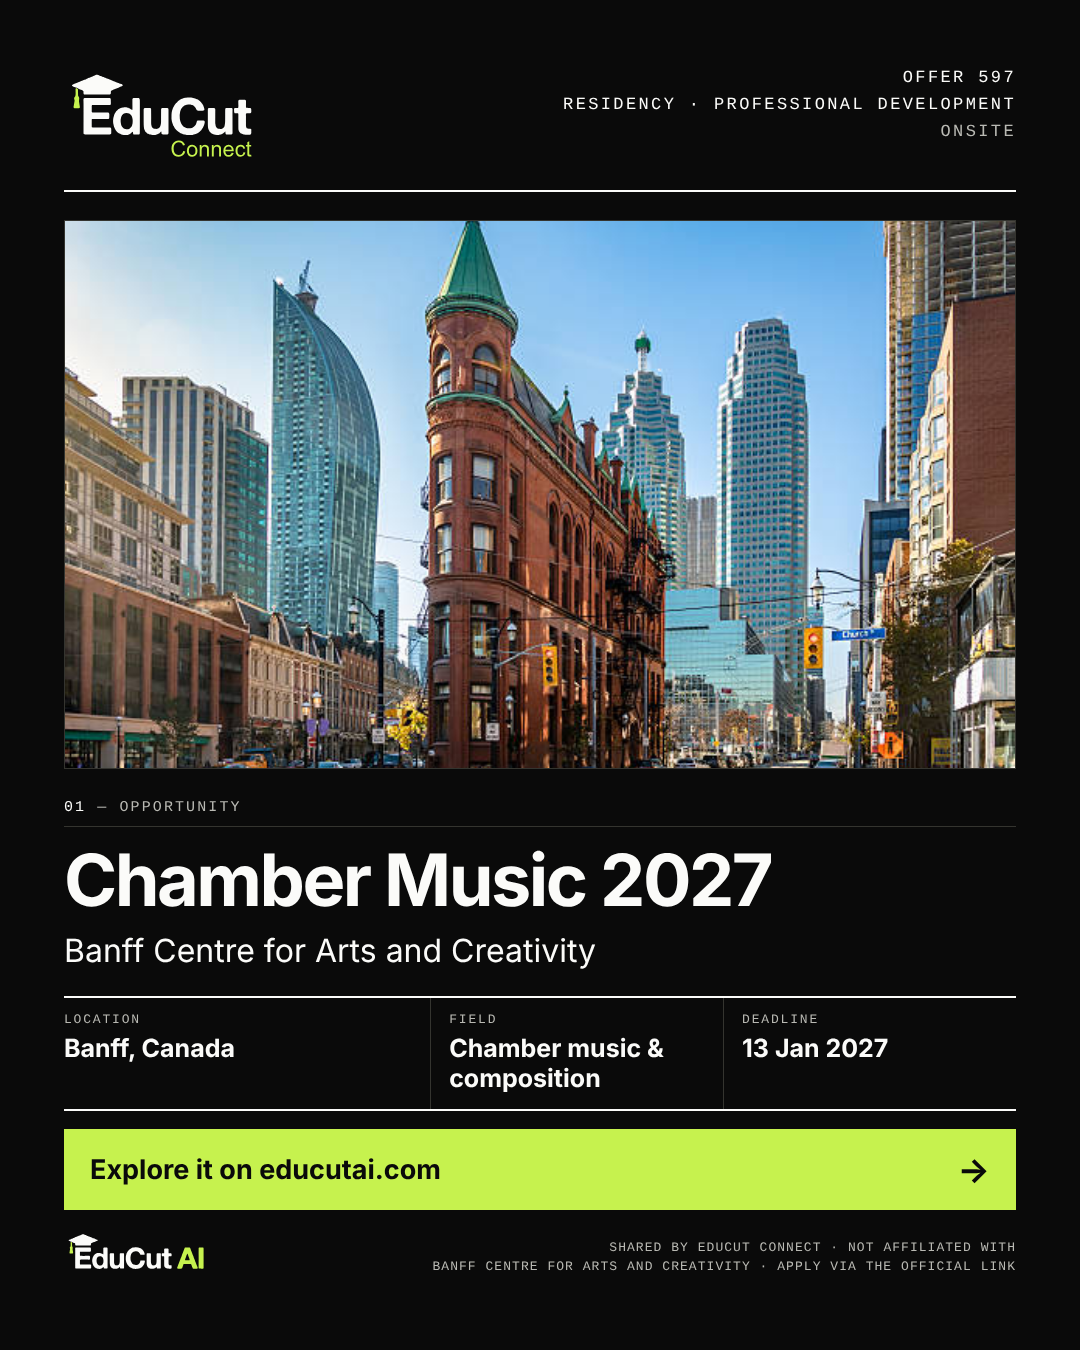 EduCut
Connect
OFFER 597
RESIDENCY · PROFESSIONAL DEVELOPMENT
ONSITE
Church
01 — OPPORTUNITY
Chamber Music 2027
Banff Centre for Arts and Creativity
LOCATION
Banff, Canada
FIELD
Chamber music &
composition
DEADLINE
13 Jan 2027
Explore it on educutai.com →
EduCut AI
SHARED BY EDUCUT CONNECT · NOT AFFILIATED WITH
BANFF CENTRE FOR ARTS AND CREATIVITY · APPLY VIA THE OFFICIAL LINK